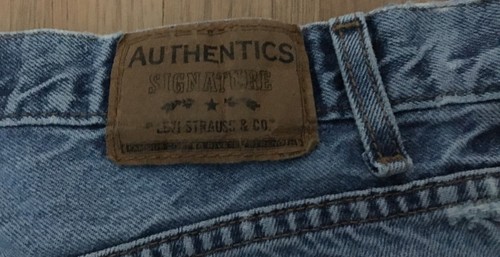 AUTHENTICS
SIGNATURE
"LEVI STRAUSS & CO."